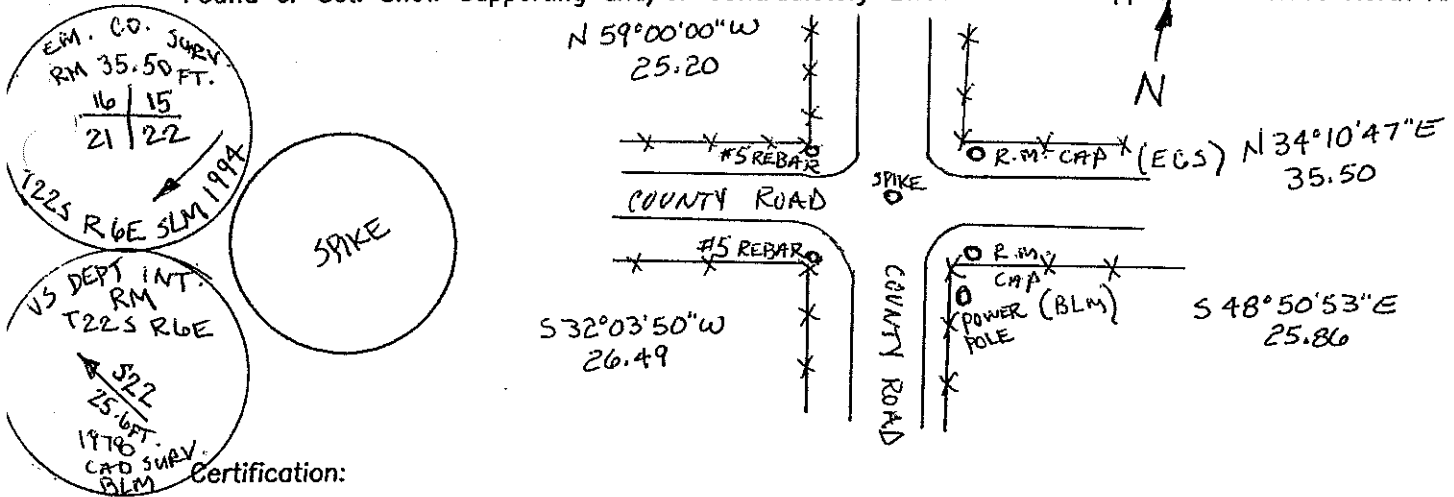 EM. CO. SURV.
RM 35.50 FT.
16 | 15
21 | 22
T22S R6E SLM 1994
SPIKE
US DEPT INT.
RM
T22S R6E
S22
25.6 FT.
CAD SURV.
BLM
Certification:
N 59°00'00"W
25.20
#5 REBAR
COUNTY ROAD
#5 REBAR
S 32°03'50"W
26.49
SPIKE
COUNTY ROAD
N
R.M. CAP (ECS)
N 34°10'47"E
35.50
R.M.
CAP
(BLM)
POWER
POLE
S 48°50'53"E
25.86